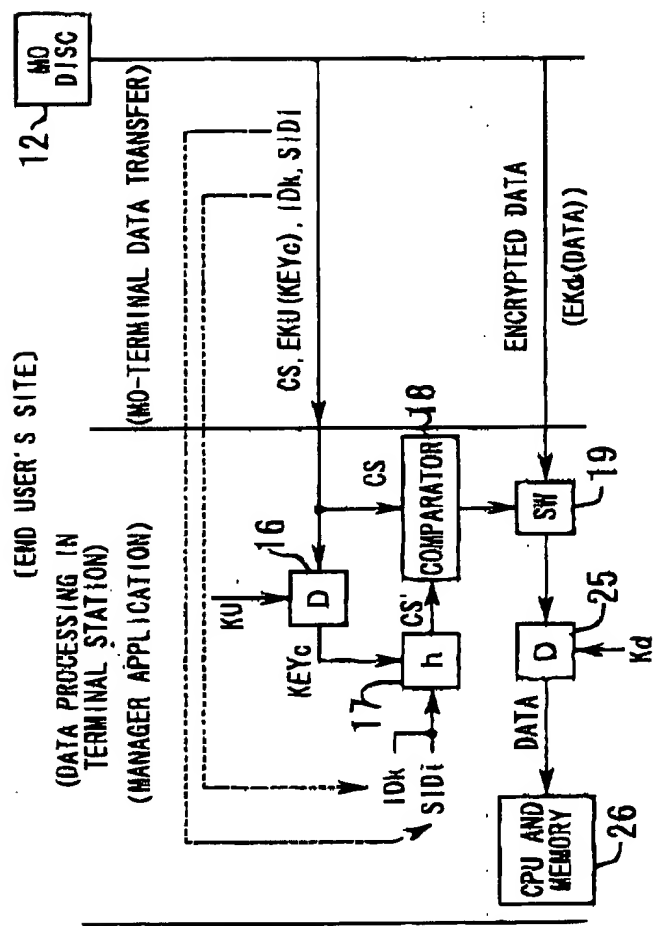 (END USER'S SITE)
(DATA PROCESSING IN
TERMINAL STATION)
(MANAGER APPLICATION)
(MO-TERMINAL DATA TRANSFER)
12
MO
DISC
IDk
SIDi
KU
16
D
KEYc
17
h
CS'
CS
COMPARATOR
18
CS, EKU (KEYc), IDk, SIDi
CPU AND
MEMORY
26
DATA
D
25
Kd
SW
19
ENCRYPTED DATA
(EKd(DATA))